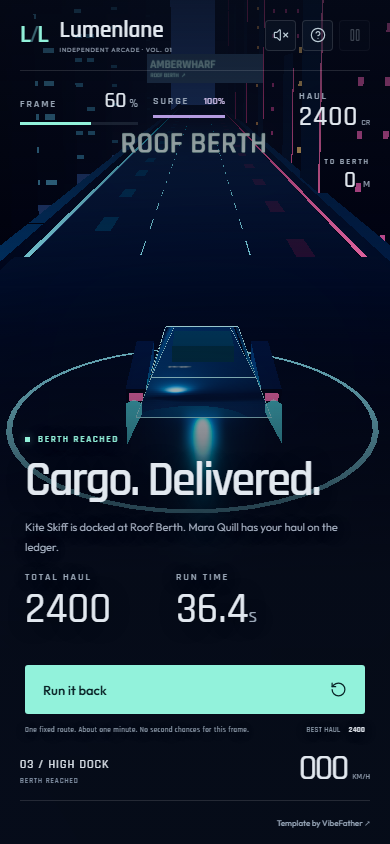 L/L Lumenlane
INDEPENDENT ARCADE · VOL. 01
AMBERWHARF
RIDE BERTH ↗
FRAME 60 %
SURGE 100%
HAUL
2400 CR
ROOF BERTH
TO BERTH
0 M
BERTH REACHED
Cargo. Delivered.
Kite Skiff is docked at Roof Berth. Mara Quill has your haul on the
ledger.
TOTAL HAUL
2400
RUN TIME
36.4s
Run it back
One fixed route. About one minute. No second chances for this frame.
BEST HAUL 2400
03 / HIGH DOCK
BERTH REACHED
000 KM/H
Template by VibeFather ↗